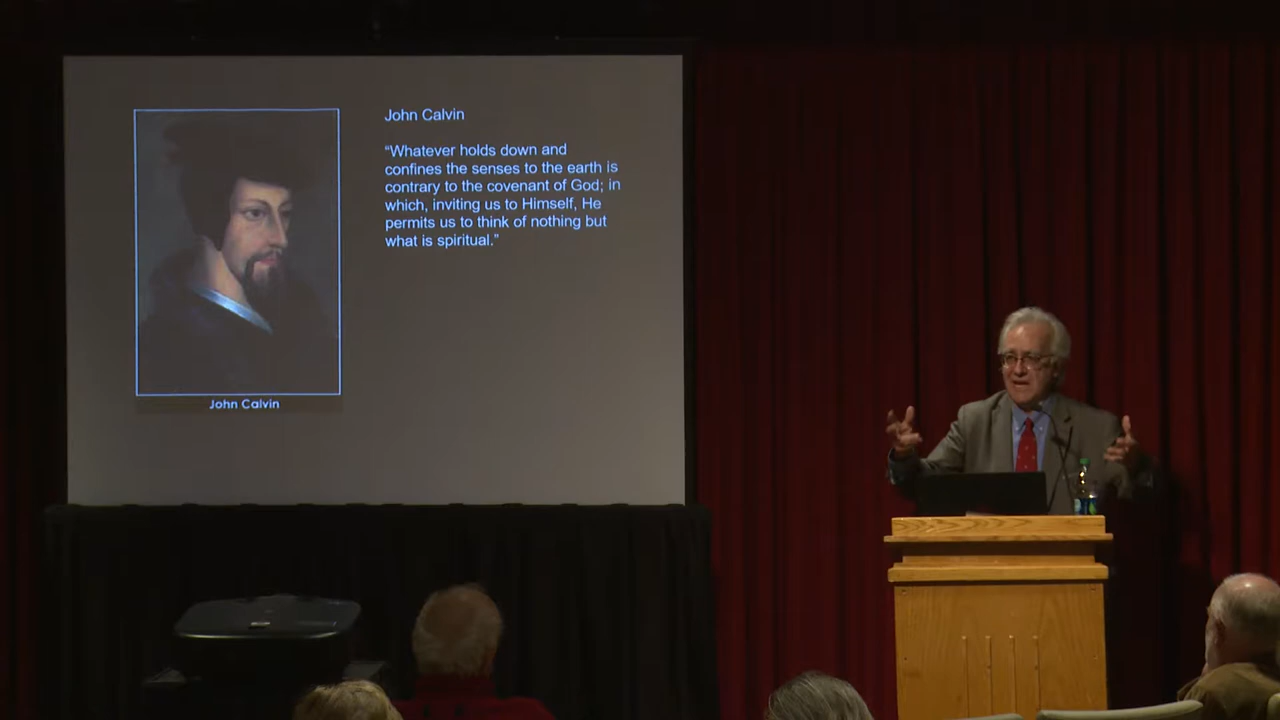 John Calvin
“Whatever holds down and
confines the senses to the earth is
contrary to the covenant of God; in
which, inviting us to Himself, He
permits us to think of nothing but
what is spiritual.”
John Calvin